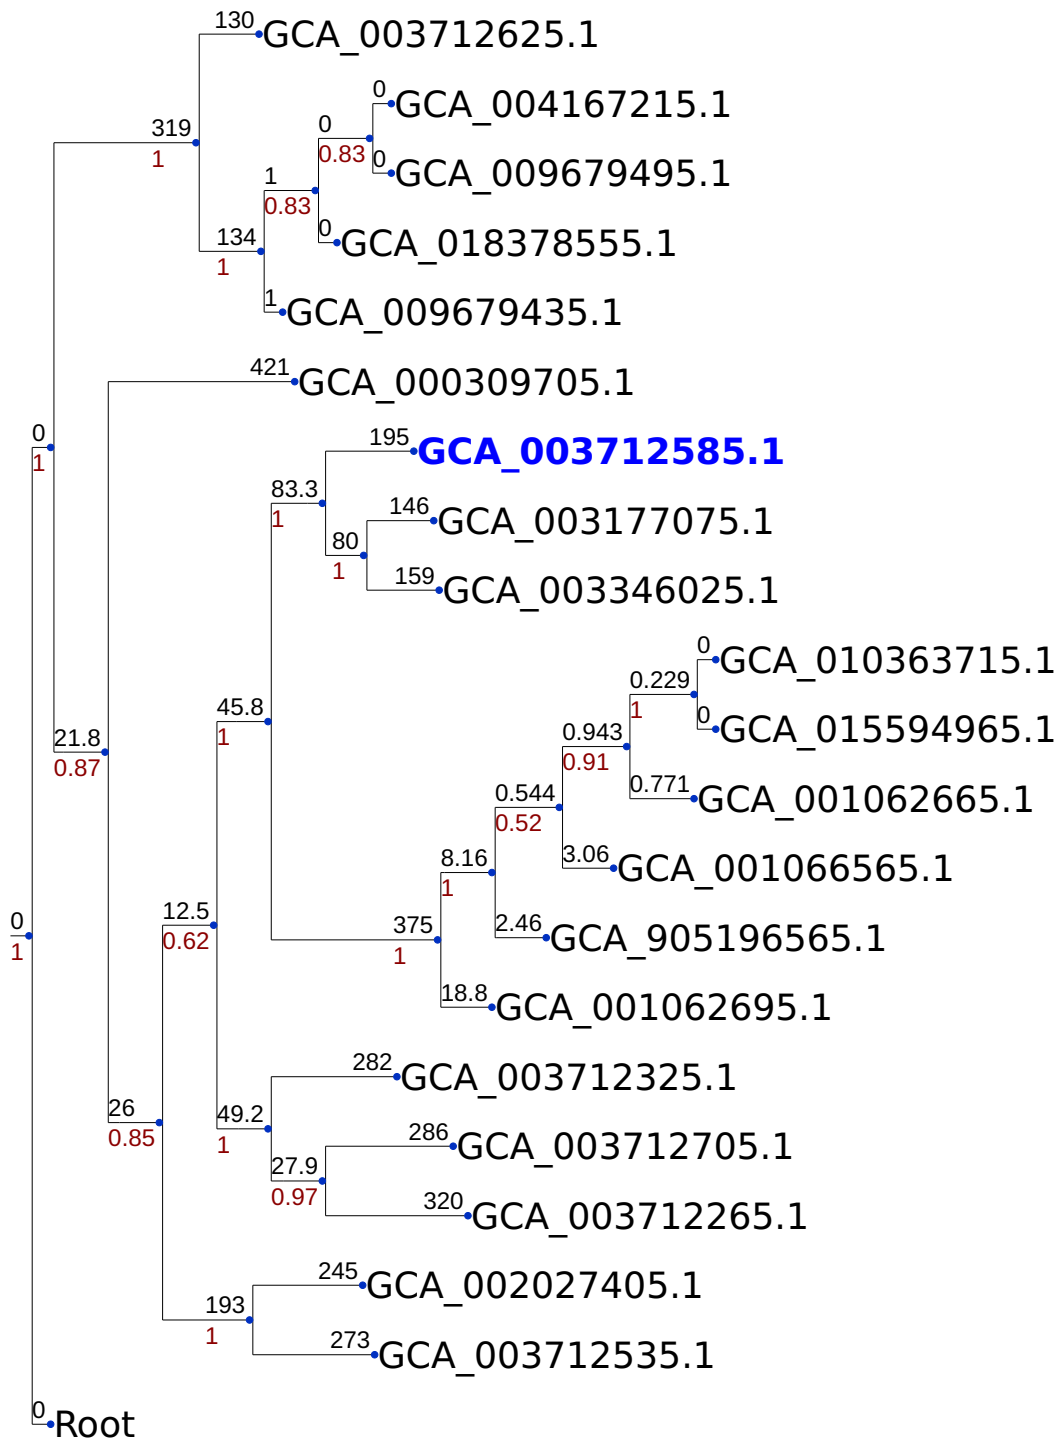 130 GCA_003712625.1
0 GCA_004167215.1
0
319
0.83
1
0 GCA_009679495.1
1
0.83
134
0 GCA_018378555.1
1
1 GCA_009679435.1
421 GCA_000309705.1
0
1
195 GCA_003712585.1
83.3
1
146 GCA_003177075.1
80
1
159 GCA_003346025.1
0 GCA_010363715.1
0.229
1
45.8
1
0 GCA_015594965.1
21.8
0.87
0.943
0.91
0.771 GCA_001062665.1
0.544
0.52
8.16
1
3.06 GCA_001066565.1
12.5
0.62
0
1
375
1
2.46 GCA_905196565.1
18.8 GCA_001062695.1
282 GCA_003712325.1
26
0.85
49.2
1
286 GCA_003712705.1
27.9
0.97
320 GCA_003712265.1
245 GCA_002027405.1
193
1
273 GCA_003712535.1
0 Root